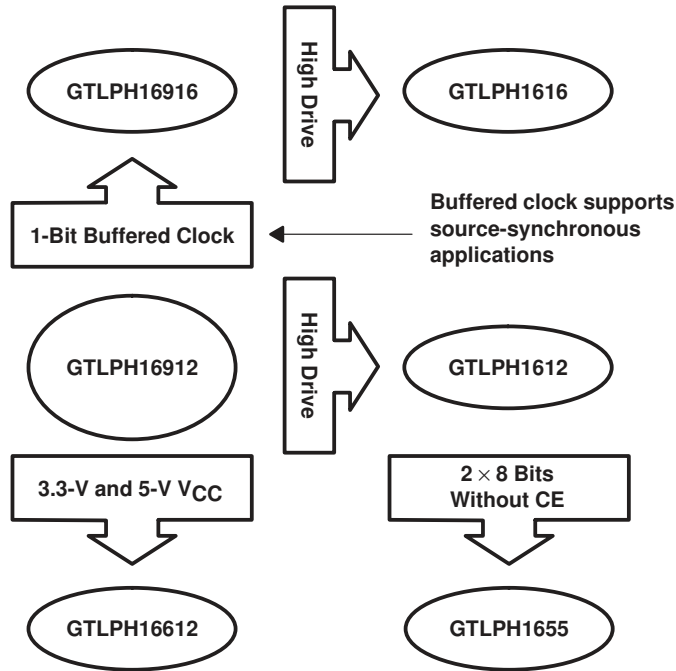 GTLPH16916
High Drive
GTLPH1616
1-Bit Buffered Clock
Buffered clock supports
source-synchronous
applications
GTLPH16912
High Drive
GTLPH1612
3.3-V and 5-V VCC
2 × 8 Bits
Without CE
GTLPH16612
GTLPH1655